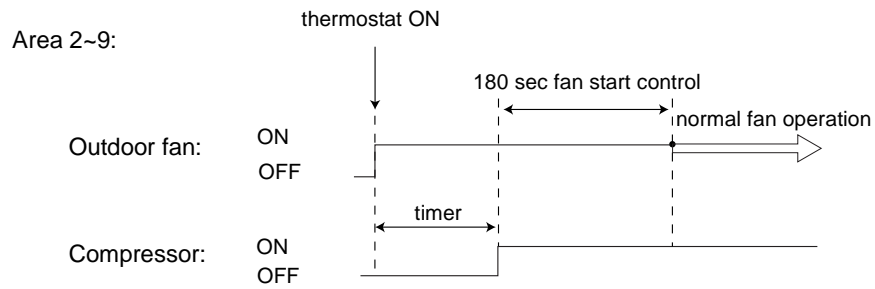 thermostat ON
Area 2~9:
180 sec fan start control
normal fan operation
Outdoor fan:
ON
OFF
timer
Compressor:
ON
OFF